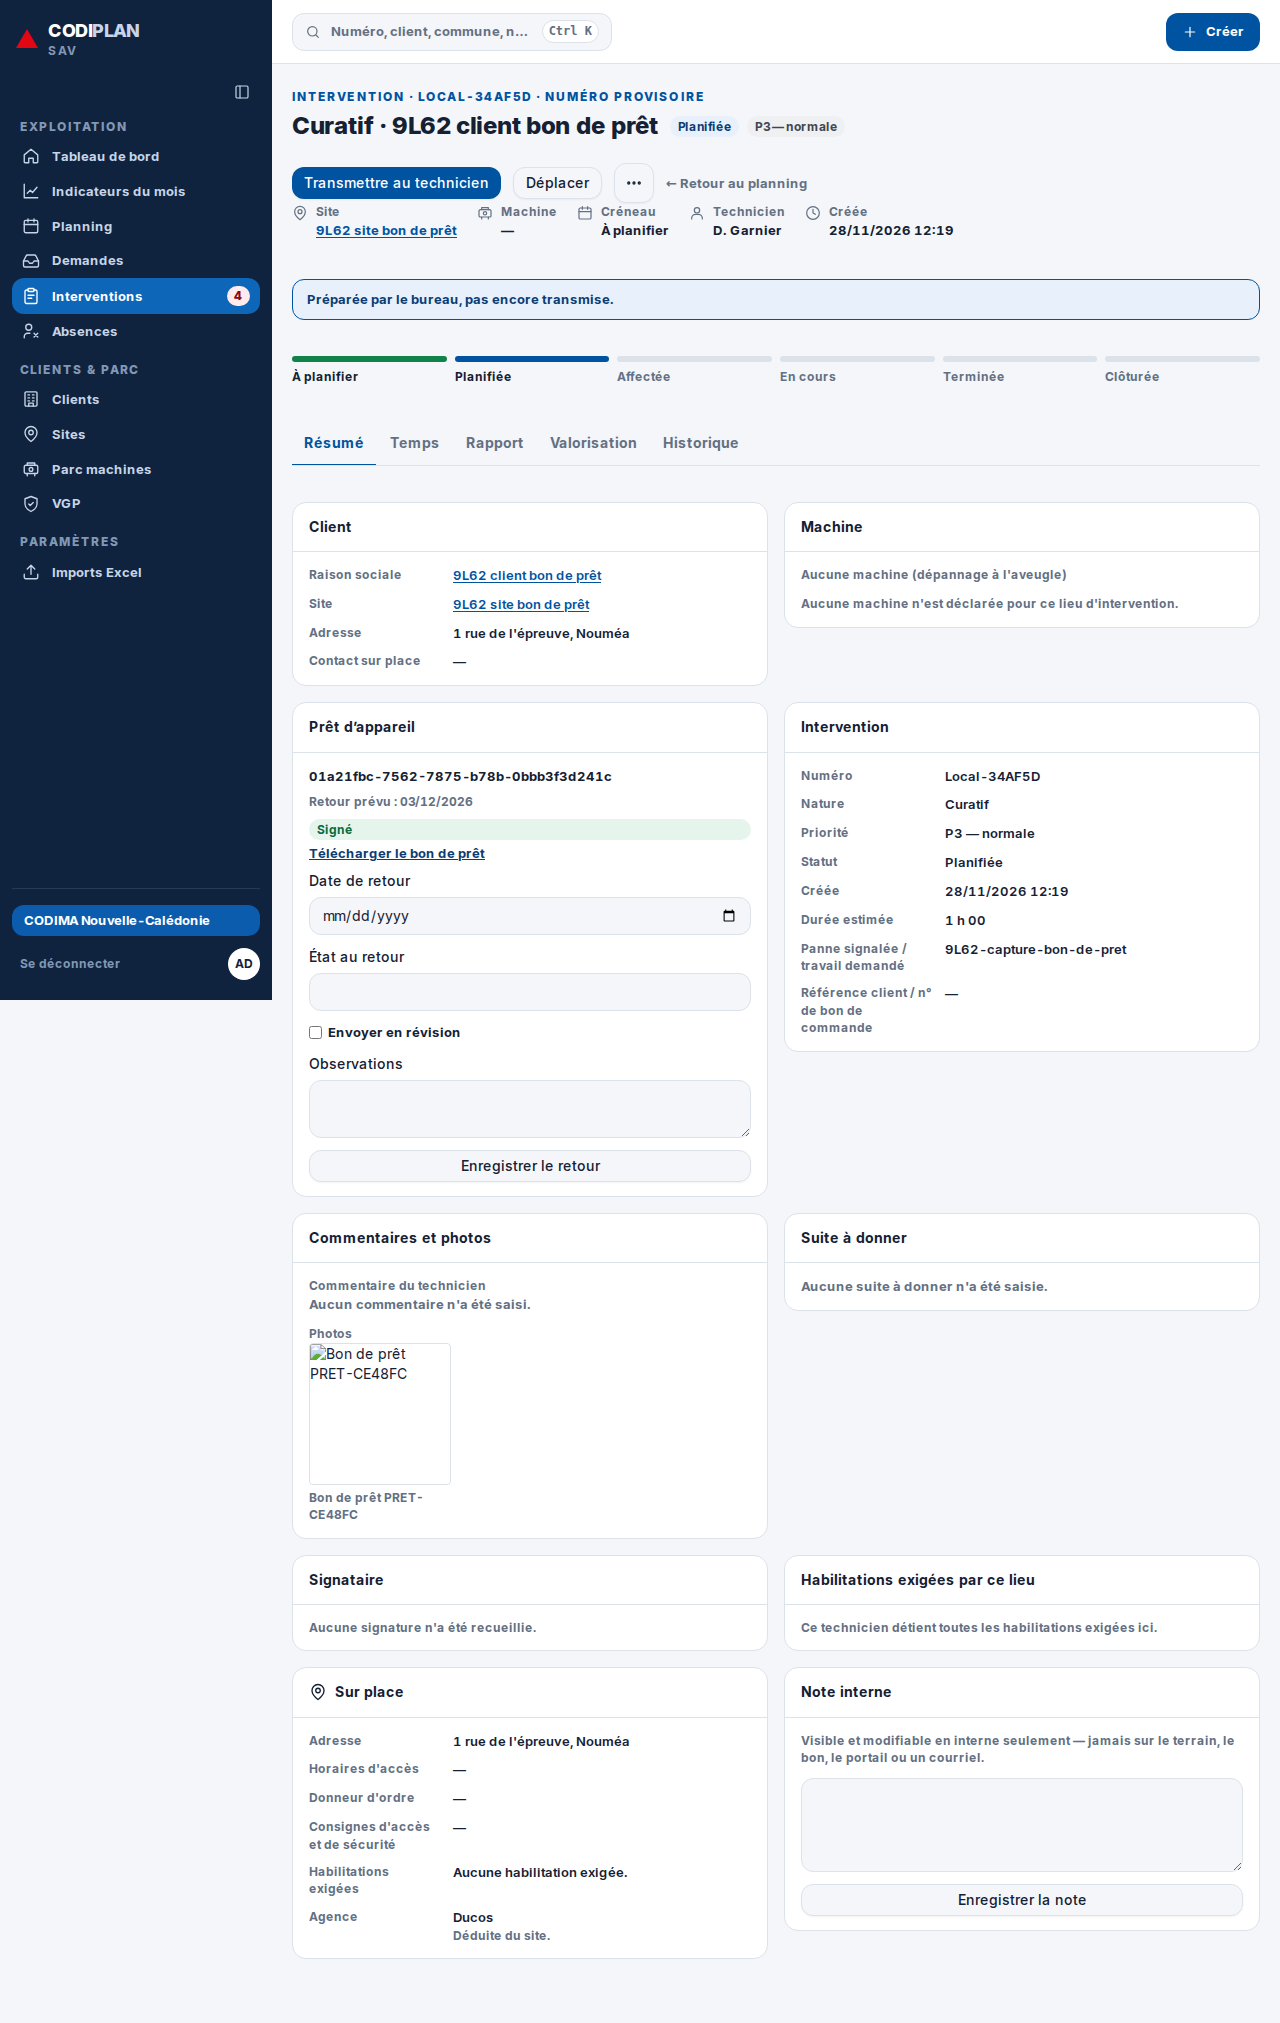 CODIPLAN
SAV
EXPLOITATION
Tableau de bord
Indicateurs du mois
Planning
Demandes
Interventions 4
Absences
CLIENTS & PARC
Clients
Sites
Parc machines
VGP
PARAMÈTRES
Imports Excel
CODIMA Nouvelle-Calédonie
Se déconnecter AD
Numéro, client, commune, n… Ctrl K
Créer
INTERVENTION · LOCAL-34AF5D · NUMÉRO PROVISOIRE
Curatif · 9L62 client bon de prêt Planifiée P3 — normale
Transmettre au technicien Déplacer ••• ← Retour au planning
Site Machine Créneau Technicien Créée
9L62 site bon de prêt — À planifier D. Garnier 28/11/2026 12:19
Préparée par le bureau, pas encore transmise.
À planifier Planifiée Affectée En cours Terminée Clôturée
Résumé Temps Rapport Valorisation Historique
Client
Raison sociale 9L62 client bon de prêt
Site 9L62 site bon de prêt
Adresse 1 rue de l'épreuve, Nouméa
Contact sur place —
Machine
Aucune machine (dépannage à l'aveugle)
Aucune machine n'est déclarée pour ce lieu d'intervention.
Prêt d’appareil
01a21fbc-7562-7875-b78b-0bbb3f3d241c
Retour prévu : 03/12/2026
Signé
Télécharger le bon de prêt
Date de retour
mm/dd/yyyy
État au retour
Envoyer en révision
Observations
Enregistrer le retour
Intervention
Numéro Local-34AF5D
Nature Curatif
Priorité P3 — normale
Statut Planifiée
Créée 28/11/2026 12:19
Durée estimée 1 h 00
Panne signalée / 9L62-capture-bon-de-pret
travail demandé
Référence client / n° —
de bon de
commande
Commentaires et photos
Commentaire du technicien
Aucun commentaire n'a été saisi.
Photos
Bon de prêt
PRET-CE48FC
Bon de prêt PRET-
CE48FC
Suite à donner
Aucune suite à donner n'a été saisie.
Signataire
Aucune signature n'a été recueillie.
Habilitations exigées par ce lieu
Ce technicien détient toutes les habilitations exigées ici.
Sur place
Adresse 1 rue de l'épreuve, Nouméa
Horaires d'accès —
Donneur d'ordre —
Consignes d'accès —
et de sécurité
Habilitations Aucune habilitation exigée.
exigées
Agence Ducos
Déduite du site.
Note interne
Visible et modifiable en interne seulement — jamais sur le terrain, le
bon, le portail ou un courriel.
Enregistrer la note